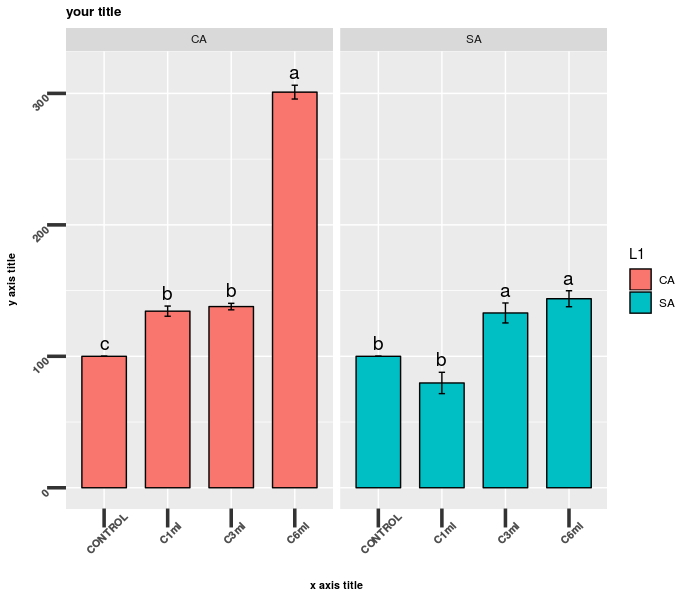 your title
CA
SA
a
b
b
c
a
a
b
b
300
200
100
0
y axis title
CONTROL
C1ml
C3ml
C6ml
CONTROL
C1ml
C3ml
C6ml
x axis title
L1
CA
SA